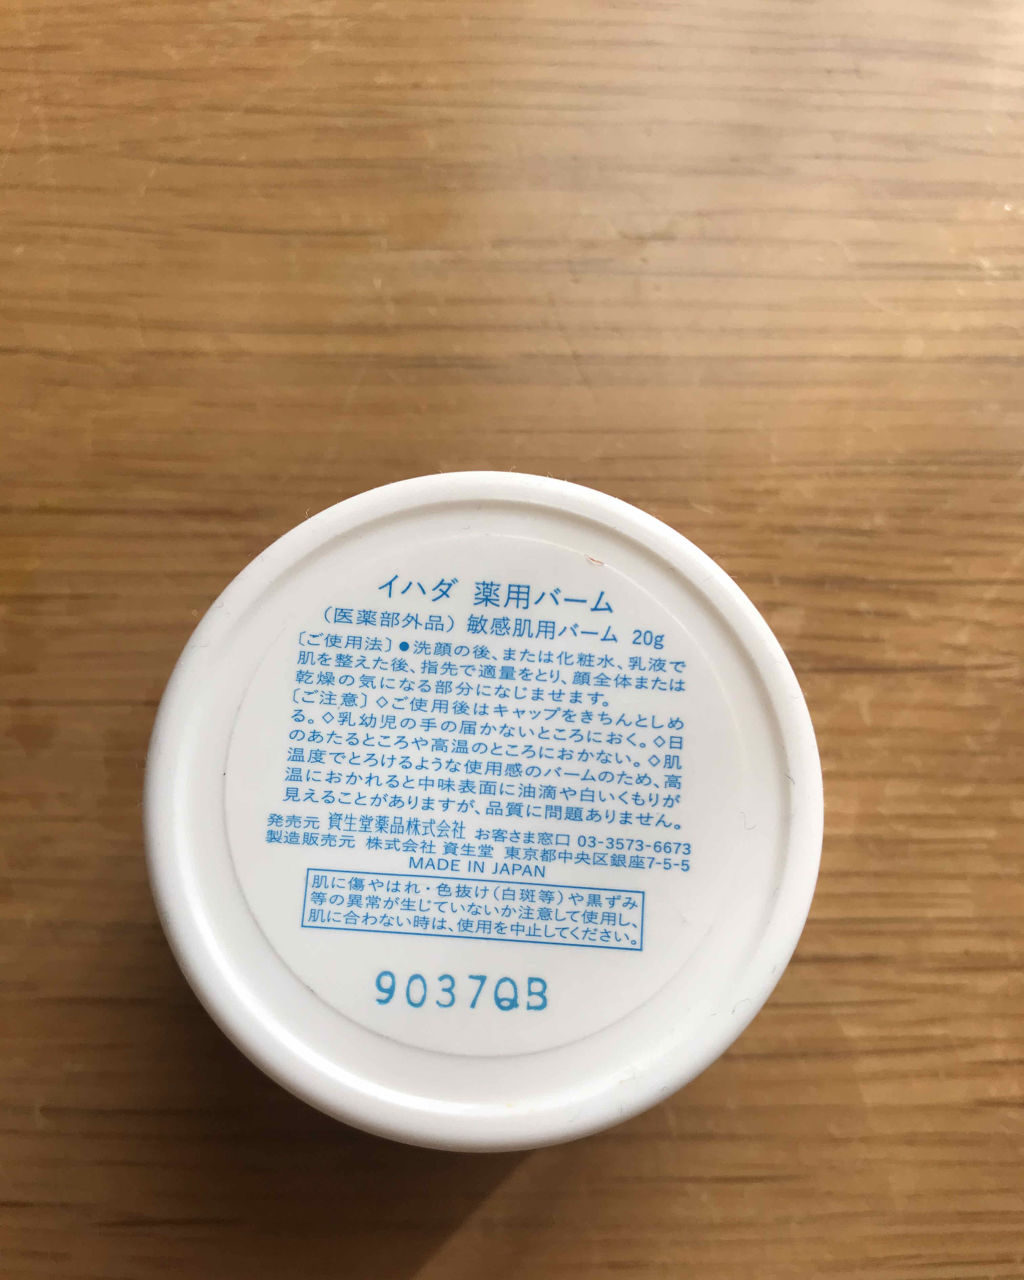 イハダ 薬用バーム
（医薬部外品）敏感肌用バーム 20g
〔ご使用法〕●洗顔の後、または化粧水、乳液で
肌を整えた後、指先で適量をとり、顔全体または
乾燥の気になる部分になじませます。
〔ご注意〕◇ご使用後はキャップをきちんとしめ
る。◇乳幼児の手の届かないところにおく。◇日
のあたるところや高温のところにおかない。◇肌
温度でとろけるような使用感のバームのため、高
温におかれると中味表面に油滴や白いくもりが
見えることがありますが、品質に問題ありません。
発売元 資生堂薬品株式会社 お客さま窓口 03-3573-6673
製造販売元 株式会社 資生堂 東京都中央区銀座7-5-5
MADE IN JAPAN
肌に傷やはれ・色抜け（白斑等）や黒ずみ
等の異常が生じていないか注意して使用し、
肌に合わない時は、使用を中止してください。
9037QB